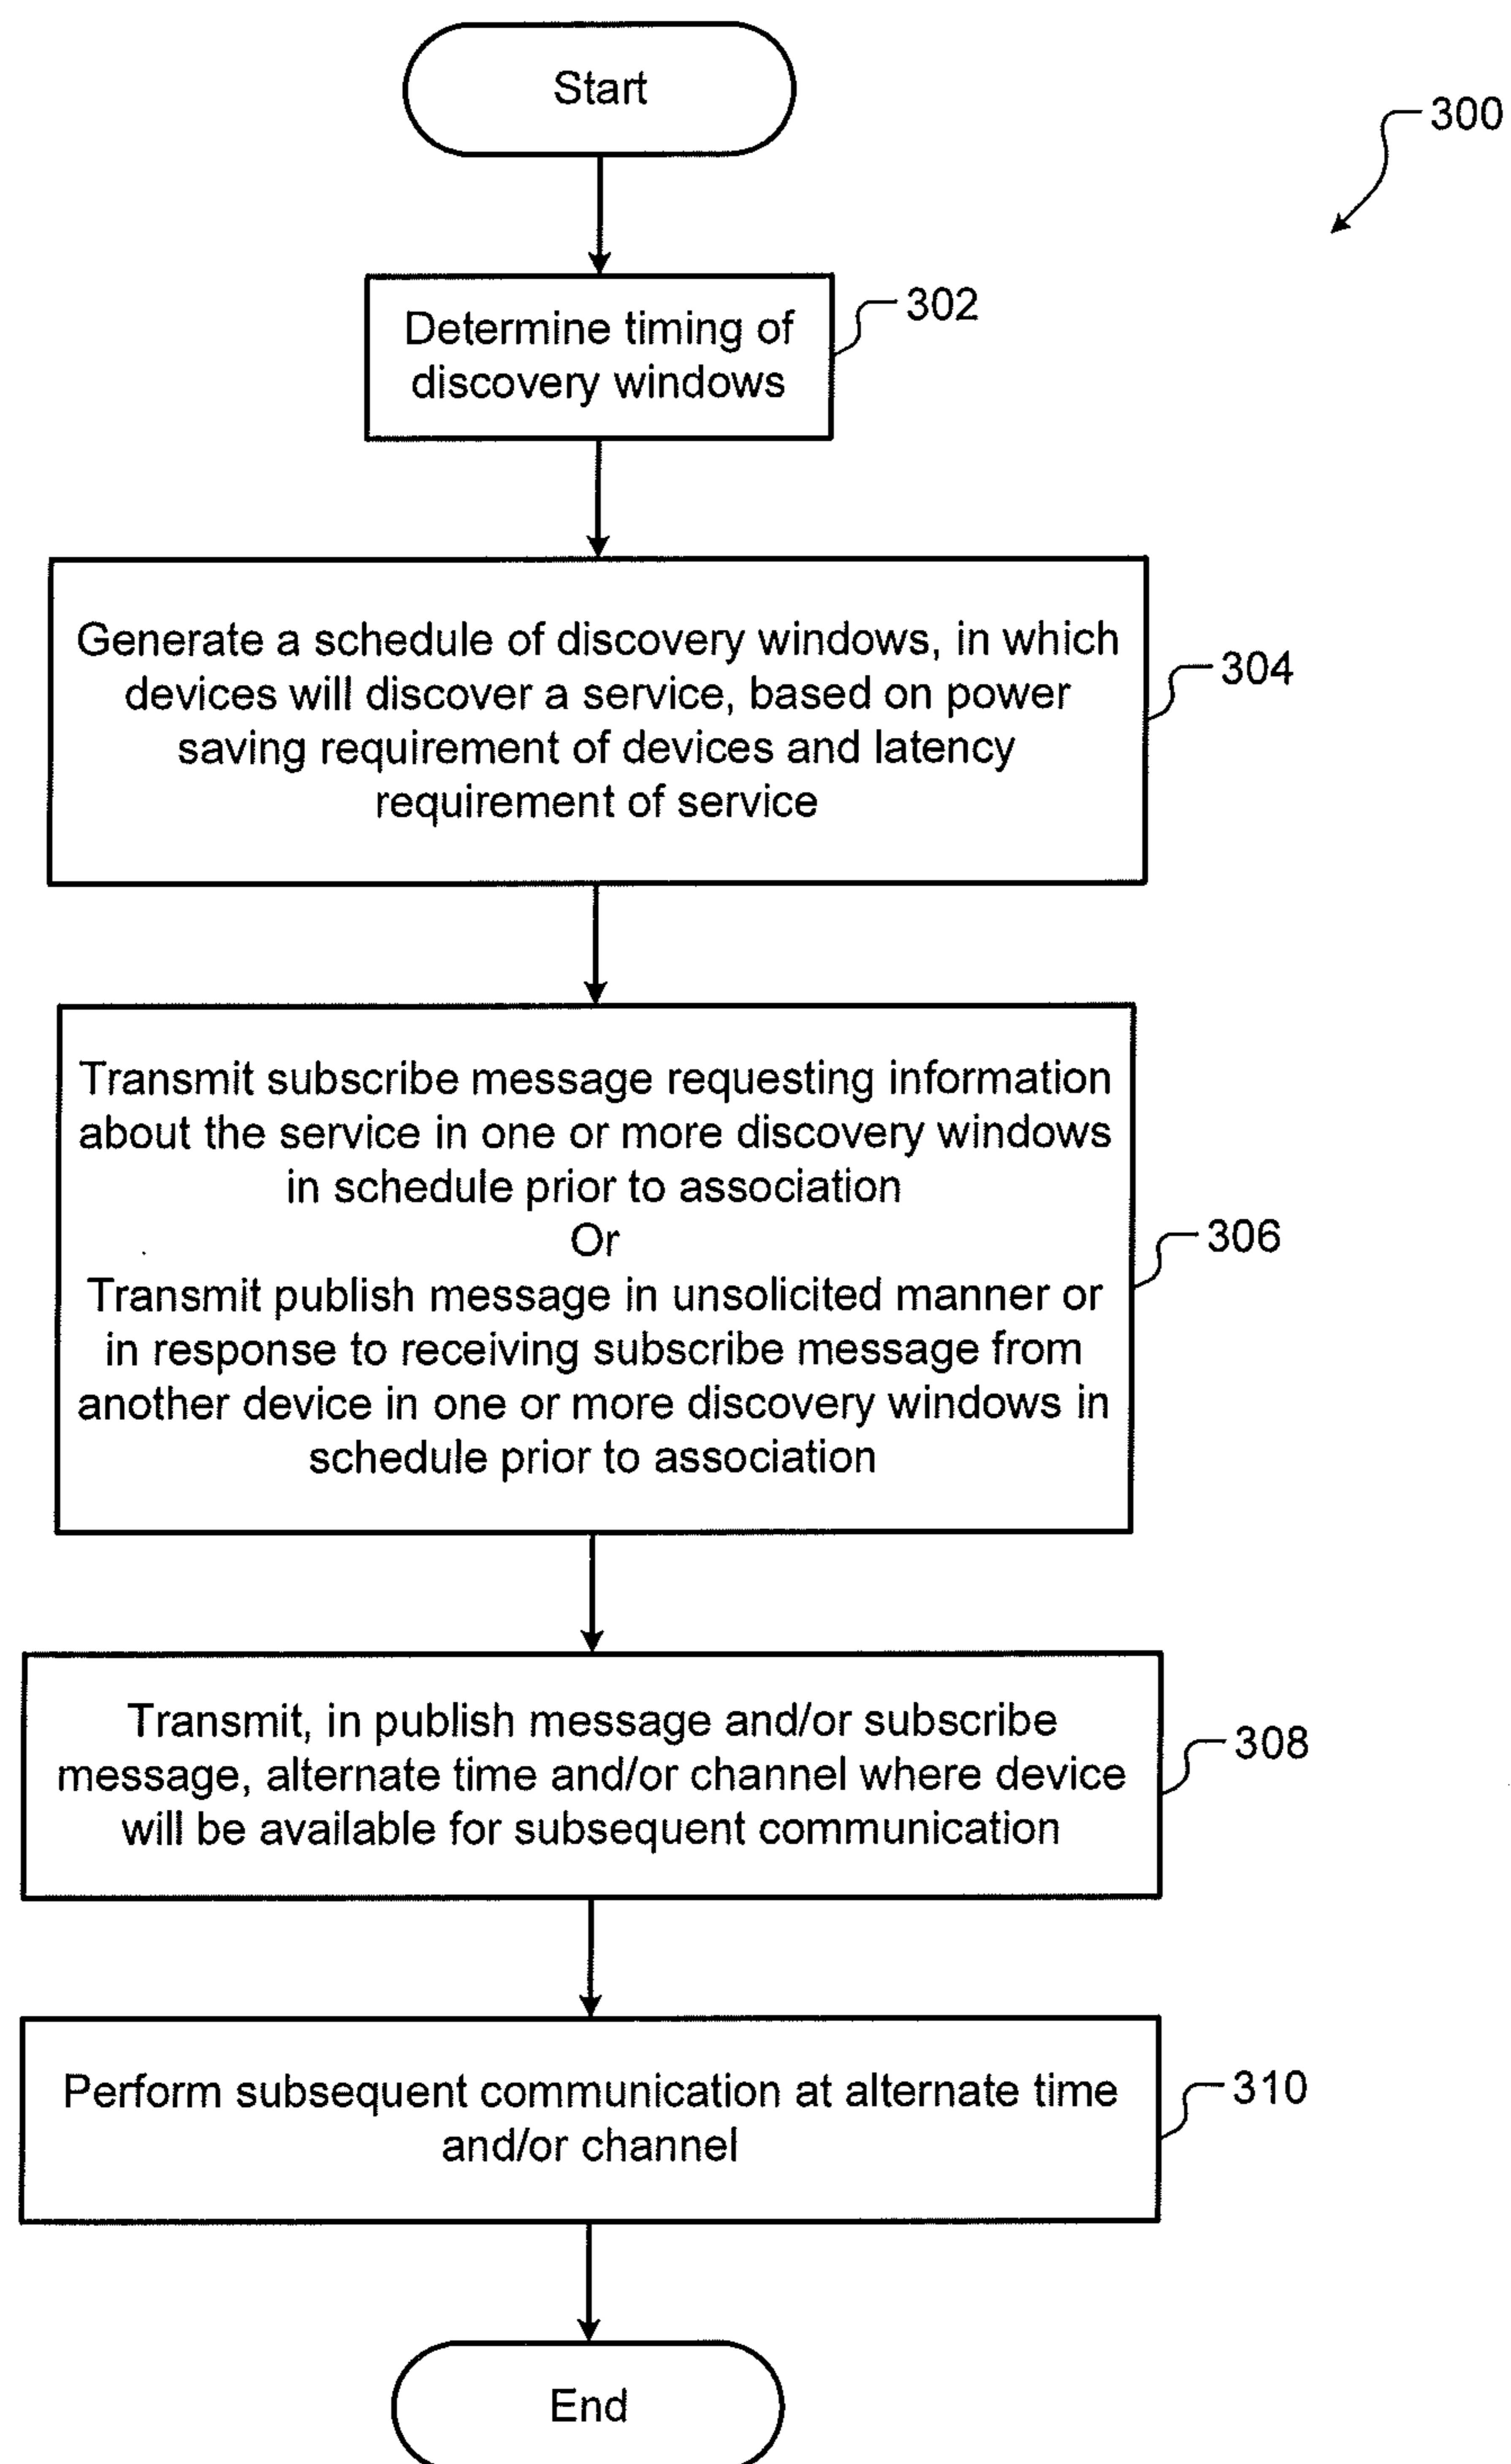 Start
300
Determine timing of
discovery windows
302
Generate a schedule of discovery windows, in which
devices will discover a service, based on power
saving requirement of devices and latency
requirement of service
304
Transmit subscribe message requesting information
about the service in one or more discovery windows
in schedule prior to association
Or
Transmit publish message in unsolicited manner or
in response to receiving subscribe message from
another device in one or more discovery windows in
schedule prior to association
306
Transmit, in publish message and/or subscribe
message, alternate time and/or channel where device
will be available for subsequent communication
308
Perform subsequent communication at alternate time
and/or channel
310
End